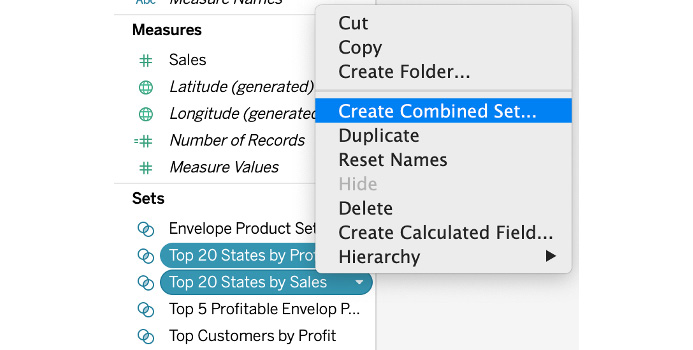 Abc Measure Names
Measures
Sales
Latitude (generated)
Longitude (generated
Number of Records
Measure Values
Sets
Envelope Product Set
Top 20 States by Prof
Top 20 States by Sales
Top 5 Profitable Envelop P...
Top Customers by Profit
Cut
Copy
Create Folder...
Create Combined Set...
Duplicate
Reset Names
Hide
Delete
Create Calculated Field...
Hierarchy